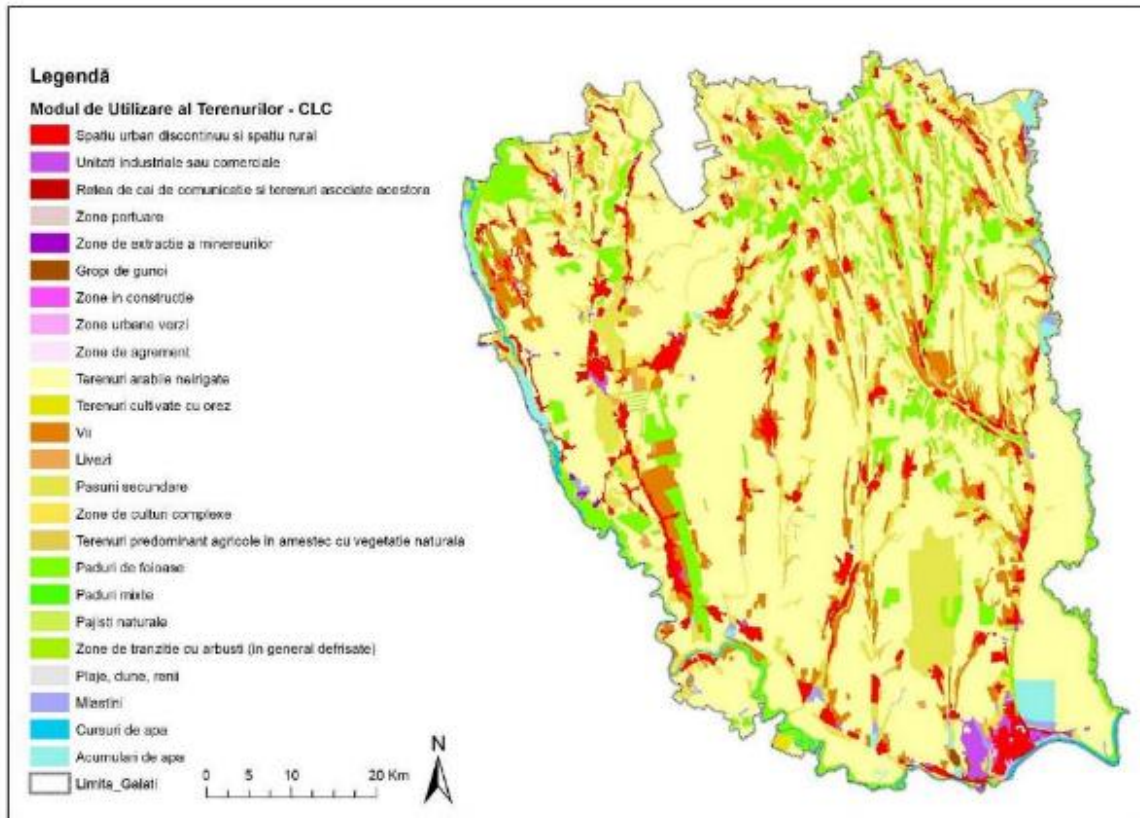 Legendă
Modul de Utilizare al Terenurilor - CLC
Spatiu urban discontinuu si spatiu rural
Unitati industriale sau comerciale
Retea de cai de comunicatie si terenuri asociate acestora
Zone portuare
Zone de extractie a minereurilor
Gropi de gunoi
Zone in constructie
Zone urbane verzi
Zone de agrement
Terenuri arabile neirigate
Terenuri cultivate cu orez
Vii
Livezi
Pasuni secundare
Zone de culturi complexe
Terenuri predominant agricole in amestec cu vegetatie naturala
Paduri de foioase
Paduri mixte
Pajisti naturale
Zone de tranzitie cu arbusti (in general defrisate)
Plaje, dune, renii
Mlastini
Cursuri de apa
Acumulari de apa
Limita_Galati
0 5 10 20 Km
N